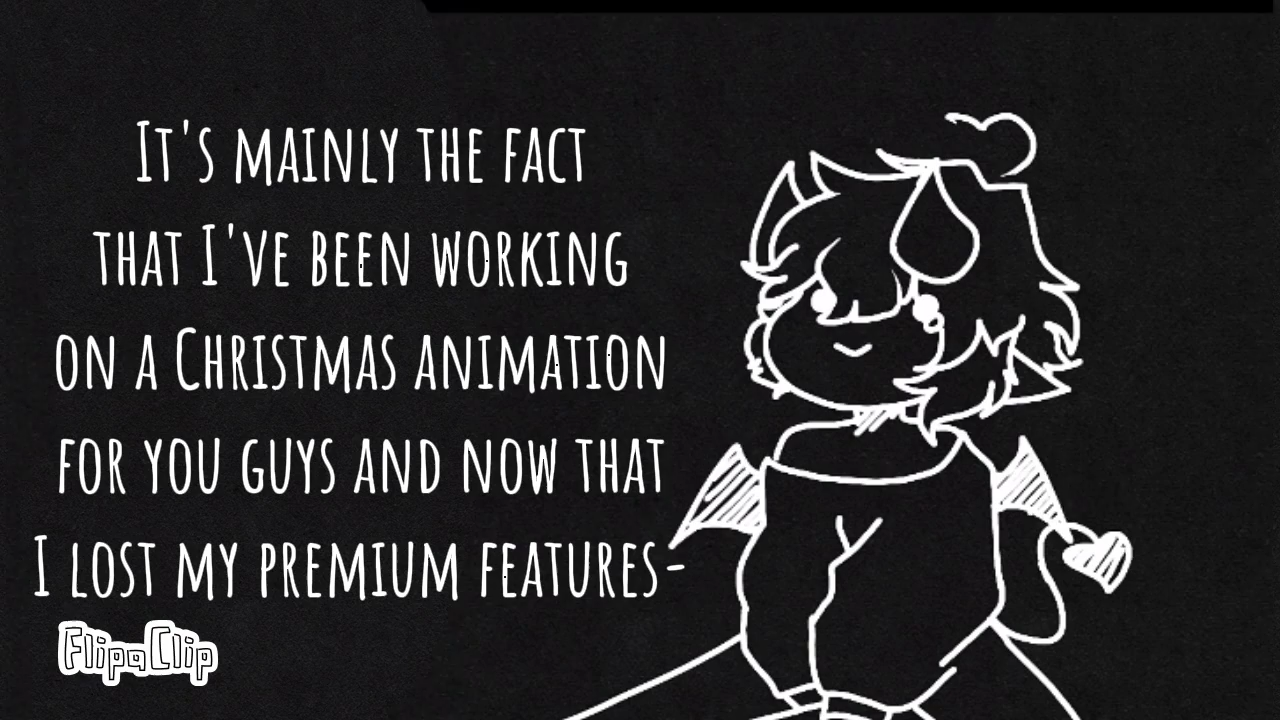 It's mainly the fact
that I've been working
on a Christmas animation
for you guys and now that
I lost my premium features-
FlipaClip